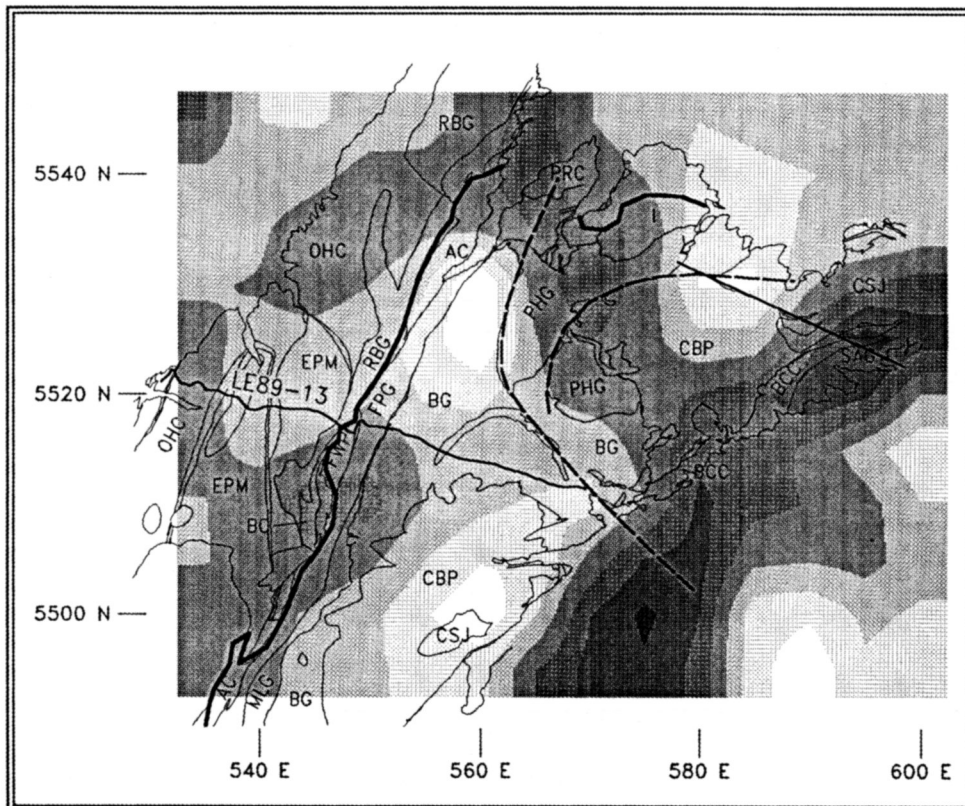 RBG
5540 N
PRC
I
OHC
AC
PHG
CSJ
RBG
CBP
EPM
SAG
LE89-13
FPG
PHG
BCC
5520 N
BG
OHC
BG
BCC
EPM
BO
CBP
5500 N
CSJ
AC
MLG
BG
540 E
560 E
580 E
600 E